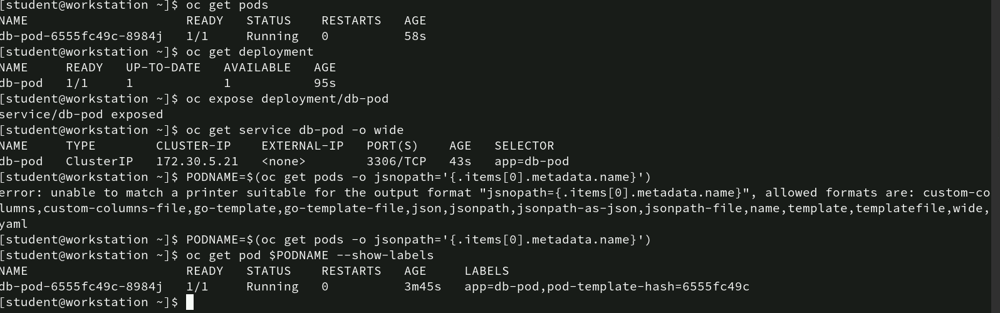 [student@workstation ~]$ oc get pods
NAME                     READY   STATUS    RESTARTS   AGE
db-pod-6555fc49c-8984j   1/1     Running   0          58s
[student@workstation ~]$ oc get deployment
NAME     READY   UP-TO-DATE   AVAILABLE   AGE
db-pod   1/1     1            1           95s
[student@workstation ~]$ oc expose deployment/db-pod
service/db-pod exposed
[student@workstation ~]$ oc get service db-pod -o wide
NAME     TYPE        CLUSTER-IP    EXTERNAL-IP   PORT(S)    AGE   SELECTOR
db-pod   ClusterIP   172.30.5.21   <none>        3306/TCP   43s   app=db-pod
[student@workstation ~]$ PODNAME=$(oc get pods -o jsnopath='{.items[0].metadata.name}')
error: unable to match a printer suitable for the output format "jsnopath={.items[0].metadata.name}", allowed formats are: custom-co
lumns,custom-columns-file,go-template,go-template-file,json,jsonpath,jsonpath-as-json,jsonpath-file,name,template,templatefile,wide,
yaml
[student@workstation ~]$ PODNAME=$(oc get pods -o jsonpath='{.items[0].metadata.name}')
[student@workstation ~]$ oc get pod $PODNAME --show-labels
NAME                     READY   STATUS    RESTARTS   AGE     LABELS
db-pod-6555fc49c-8984j   1/1     Running   0          3m45s   app=db-pod,pod-template-hash=6555fc49c
[student@workstation ~]$